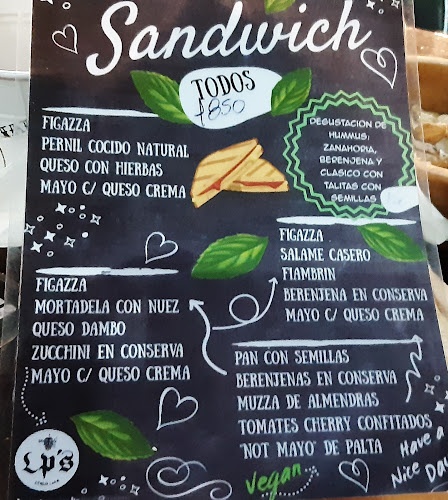 Sandwich
TODOS
FIGAZZA
PERNIL COCIDO NATURAL
QUESO CON HIERBAS
MAYO C/ QUESO CREMA
DEGUSTACION DE
HUMMUS:
ZANAHORIA,
BERENJENA Y
CLASICO CON
TALITAS CON
SEMILLAS
FIGAZZA
SALAME CASERO
FIAMBRIN
BERENJENA EN CONSERVA
MAYO C/ QUESO CREMA
FIGAZZA
MORTADELA CON NUEZ
QUESO DAMBO
ZUCCHINI EN CONSERVA
MAYO C/ QUESO CREMA
PAN CON SEMILLAS
BERENJENAS EN CONSERVA
MUZZA DE ALMENDRAS
TOMATES CHERRY CONFITADOS
"NOT MAYO" DE PALTA
Vegan
Have a
Nice Da
LP'S